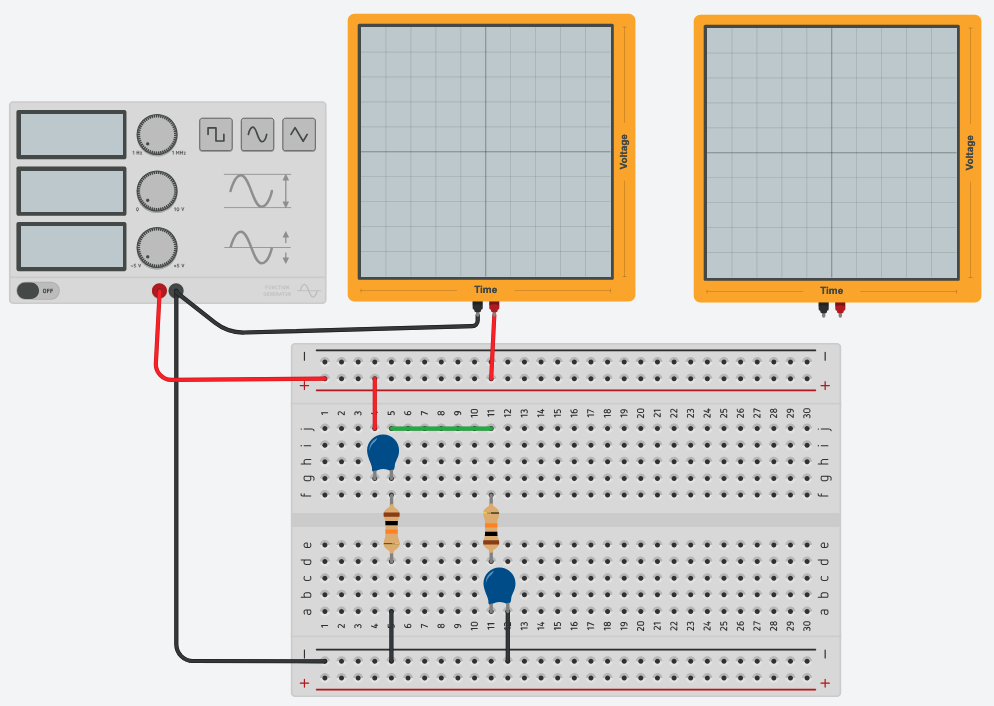 1 Hz 1 MHz
0 10 V
-5 V +5 V
OFF
FUNCTION
GENERATOR
Voltage
Time
Voltage
Time
− −
+ +
1 2 3 4 5 6 7 8 9 10 11 12 13 14 15 16 17 18 19 20 21 22 23 24 25 26 27 28 29 30
j j
i i
h h
g g
f f
e e
d d
c c
b b
a a
1 2 3 4 5 6 7 8 9 10 11 12 13 14 15 16 17 18 19 20 21 22 23 24 25 26 27 28 29 30
− −
+ +